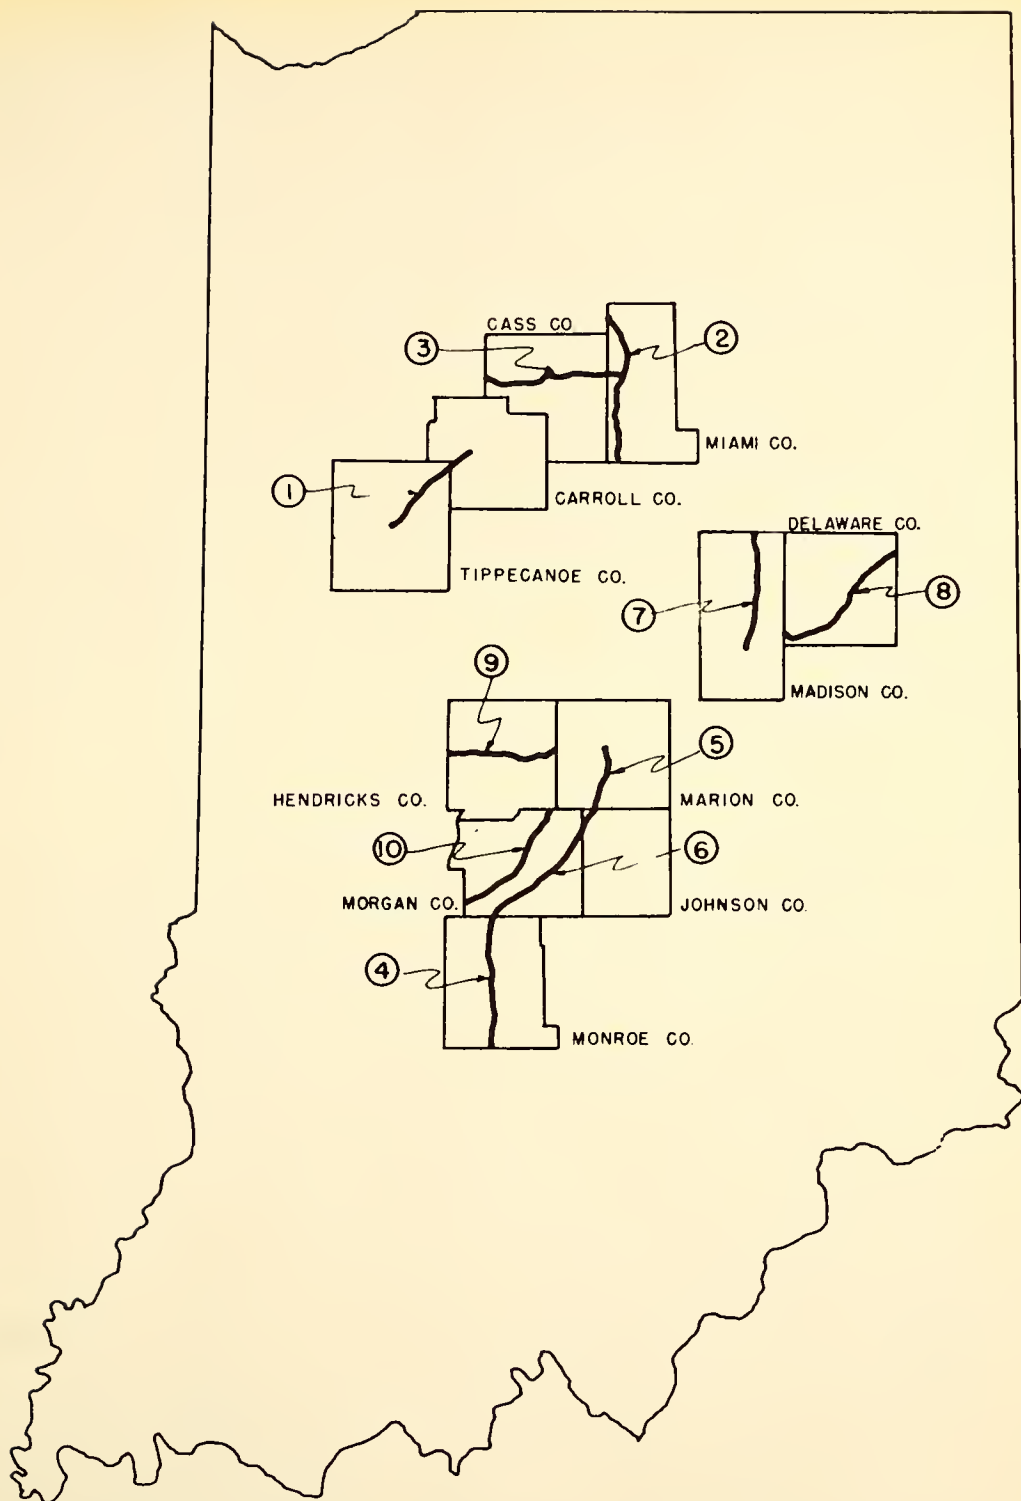 CASS CO
③
②
MIAMI CO.
①
CARROLL CO.
DELAWARE CO.
TIPPECANOE CO.
⑦
⑧
⑨
MADISON CO.
⑤
HENDRICKS CO.
MARION CO.
⑩
⑥
MORGAN CO.
JOHNSON CO.
④
MONROE CO.